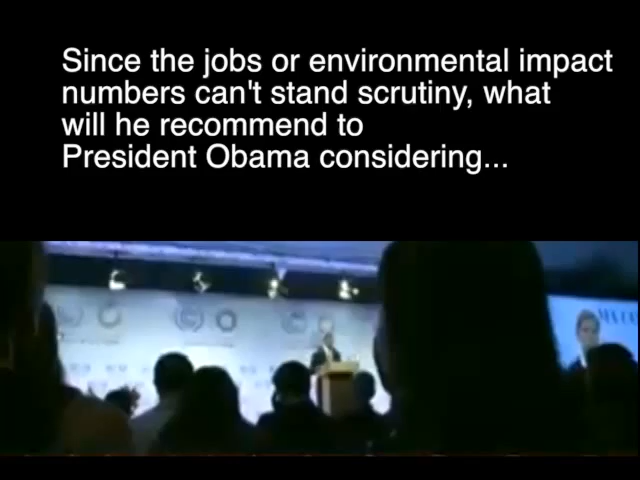 Since the jobs or environmental impact
numbers can't stand scrutiny, what
will he recommend to
President Obama considering...